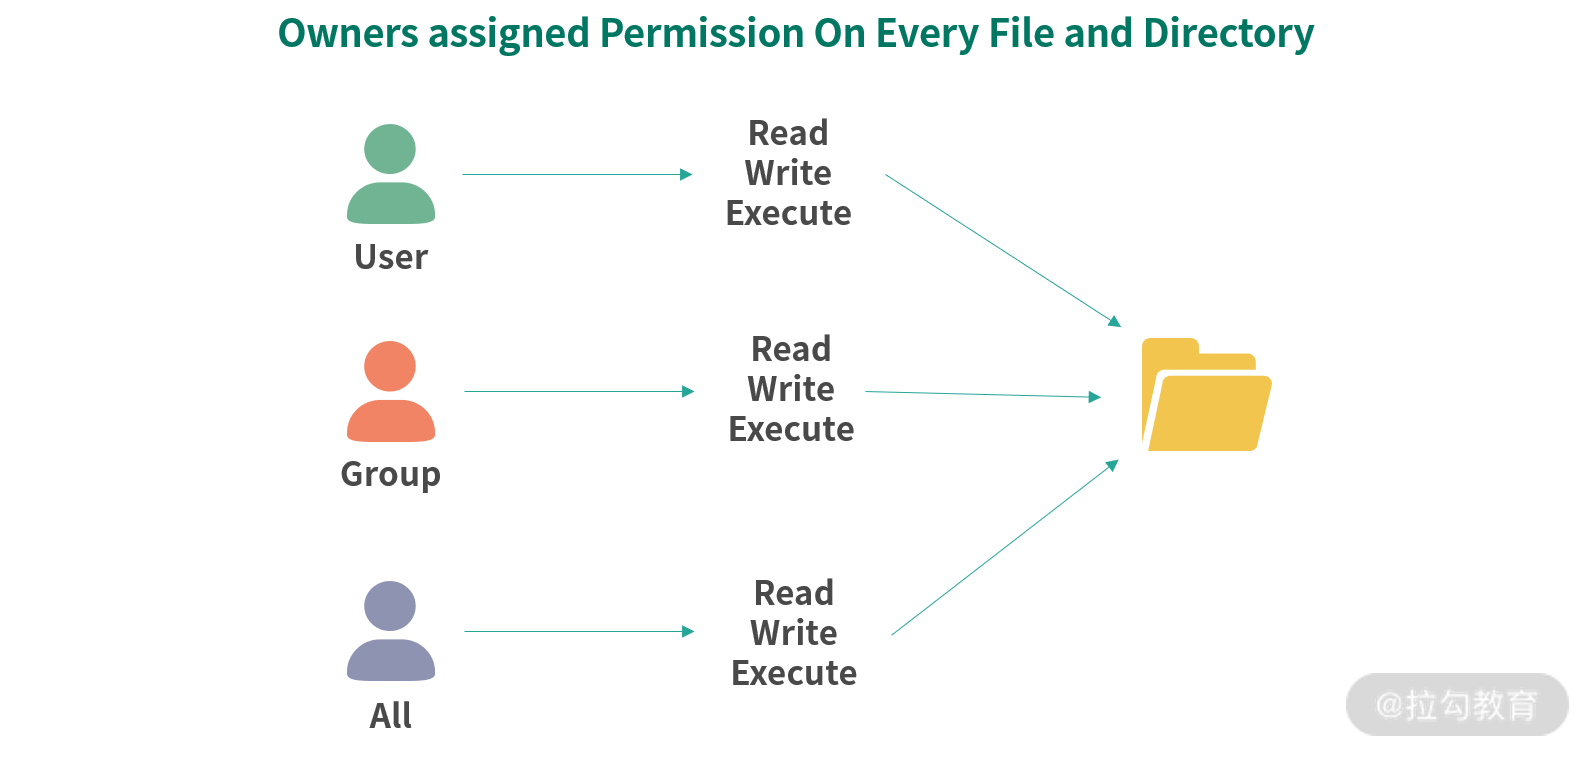 Owners assigned Permission On Every File and Directory
Read
Write
Execute
User
Read
Write
Execute
Group
Read
Write
Execute
All
@拉勾教育